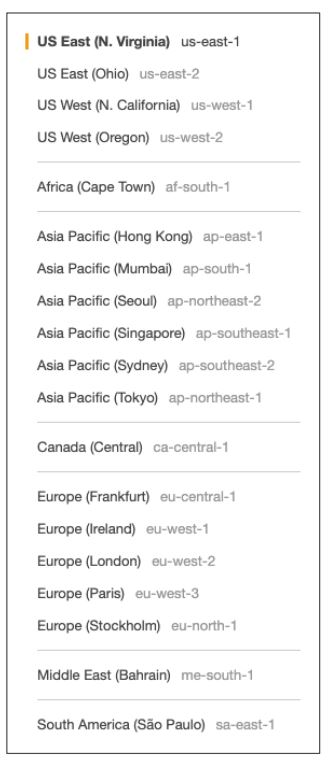 US East (N. Virginia) us-east-1
US East (Ohio) us-east-2
US West (N. California) us-west-1
US West (Oregon) us-west-2
Africa (Cape Town) af-south-1
Asia Pacific (Hong Kong) ap-east-1
Asia Pacific (Mumbai) ap-south-1
Asia Pacific (Seoul) ap-northeast-2
Asia Pacific (Singapore) ap-southeast-1
Asia Pacific (Sydney) ap-southeast-2
Asia Pacific (Tokyo) ap-northeast-1
Canada (Central) ca-central-1
Europe (Frankfurt) eu-central-1
Europe (Ireland) eu-west-1
Europe (London) eu-west-2
Europe (Paris) eu-west-3
Europe (Stockholm) eu-north-1
Middle East (Bahrain) me-south-1
South America (São Paulo) sa-east-1